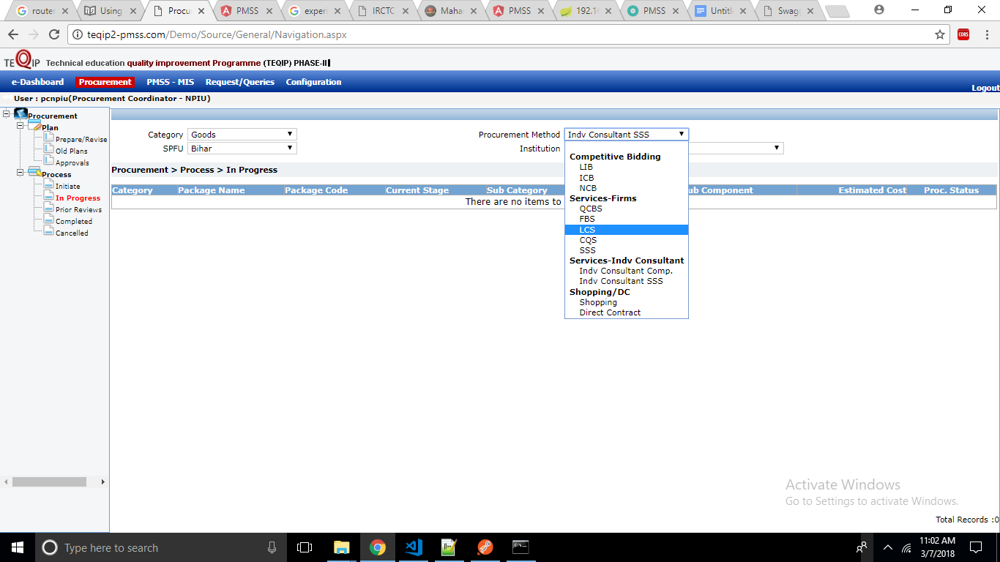 router
Using
Procur
PMSS
experi
IRCTC
Maha
PMSS
192.1
PMSS
Untitl
Swagg
teqip2-pmss.com/Demo/Source/General/Navigation.aspx
CORS
TEQIP Technical education quality improvement Programme (TEQIP) PHASE-II
e-Dashboard Procurement PMSS - MIS Request/Queries Configuration
Logout
User : pcnpiu(Procurement Coordinator - NPIU)
Procurement
Plan
Prepare/Revise
Old Plans
Approvals
Process
Initiate
In Progress
Prior Reviews
Completed
Cancelled
Category Goods Procurement Method Indv Consultant SSS
SPFU Bihar Institution
Competitive Bidding
LIB
ICB
NCB
Services-Firms
QCBS
FBS
LCS
CQS
SSS
Services-Indv Consultant
Indv Consultant Comp.
Indv Consultant SSS
Shopping/DC
Shopping
Direct Contract
Procurement > Process > In Progress
Category Package Name Package Code Current Stage Sub Category ub Component Estimated Cost Proc. Status
There are no items to
Activate Windows
Go to Settings to activate Windows.
Total Records :0
Type here to search
11:02 AM
3/7/2018